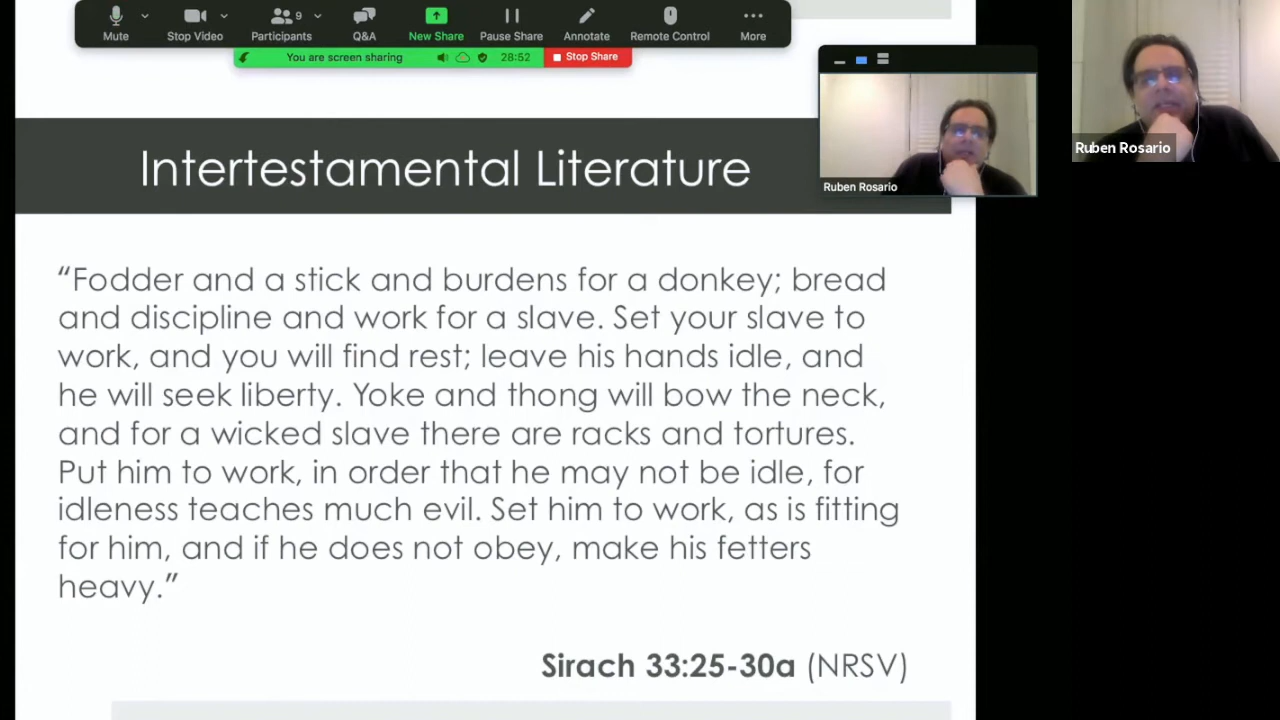 9
Mute
Stop Video
Participants
Q&A
New Share
Pause Share
Annotate
Remote Control
More
You are screen sharing
28:52
Stop Share
Ruben Rosario
Ruben Rosario
Intertestamental Literature
“Fodder and a stick and burdens for a donkey; bread
and discipline and work for a slave. Set your slave to
work, and you will find rest; leave his hands idle, and
he will seek liberty. Yoke and thong will bow the neck,
and for a wicked slave there are racks and tortures.
Put him to work, in order that he may not be idle, for
idleness teaches much evil. Set him to work, as is fitting
for him, and if he does not obey, make his fetters
heavy.”
Sirach 33:25-30a (NRSV)